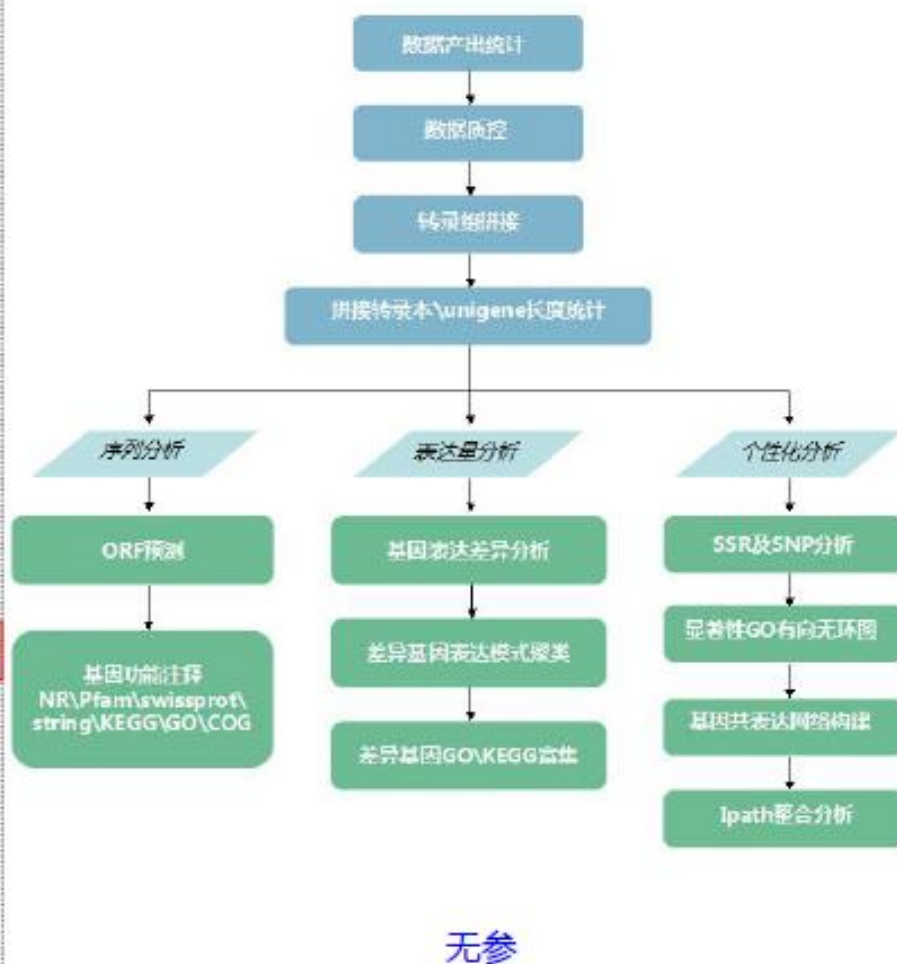 数据产出统计
数据质控
转录组拼接
拼接转录本\unigene长度统计
序列分析
表达量分析
个性化分析
ORF预测
基因功能注释
NR\Pfam\swissprot\
string\KEGG\GO\COG
基因表达差异分析
差异基因表达模式聚类
差异基因GO\KEGG富集
SSR及SNP分析
显著性GO有向无环图
基因共表达网络构建
Ipath整合分析
无参